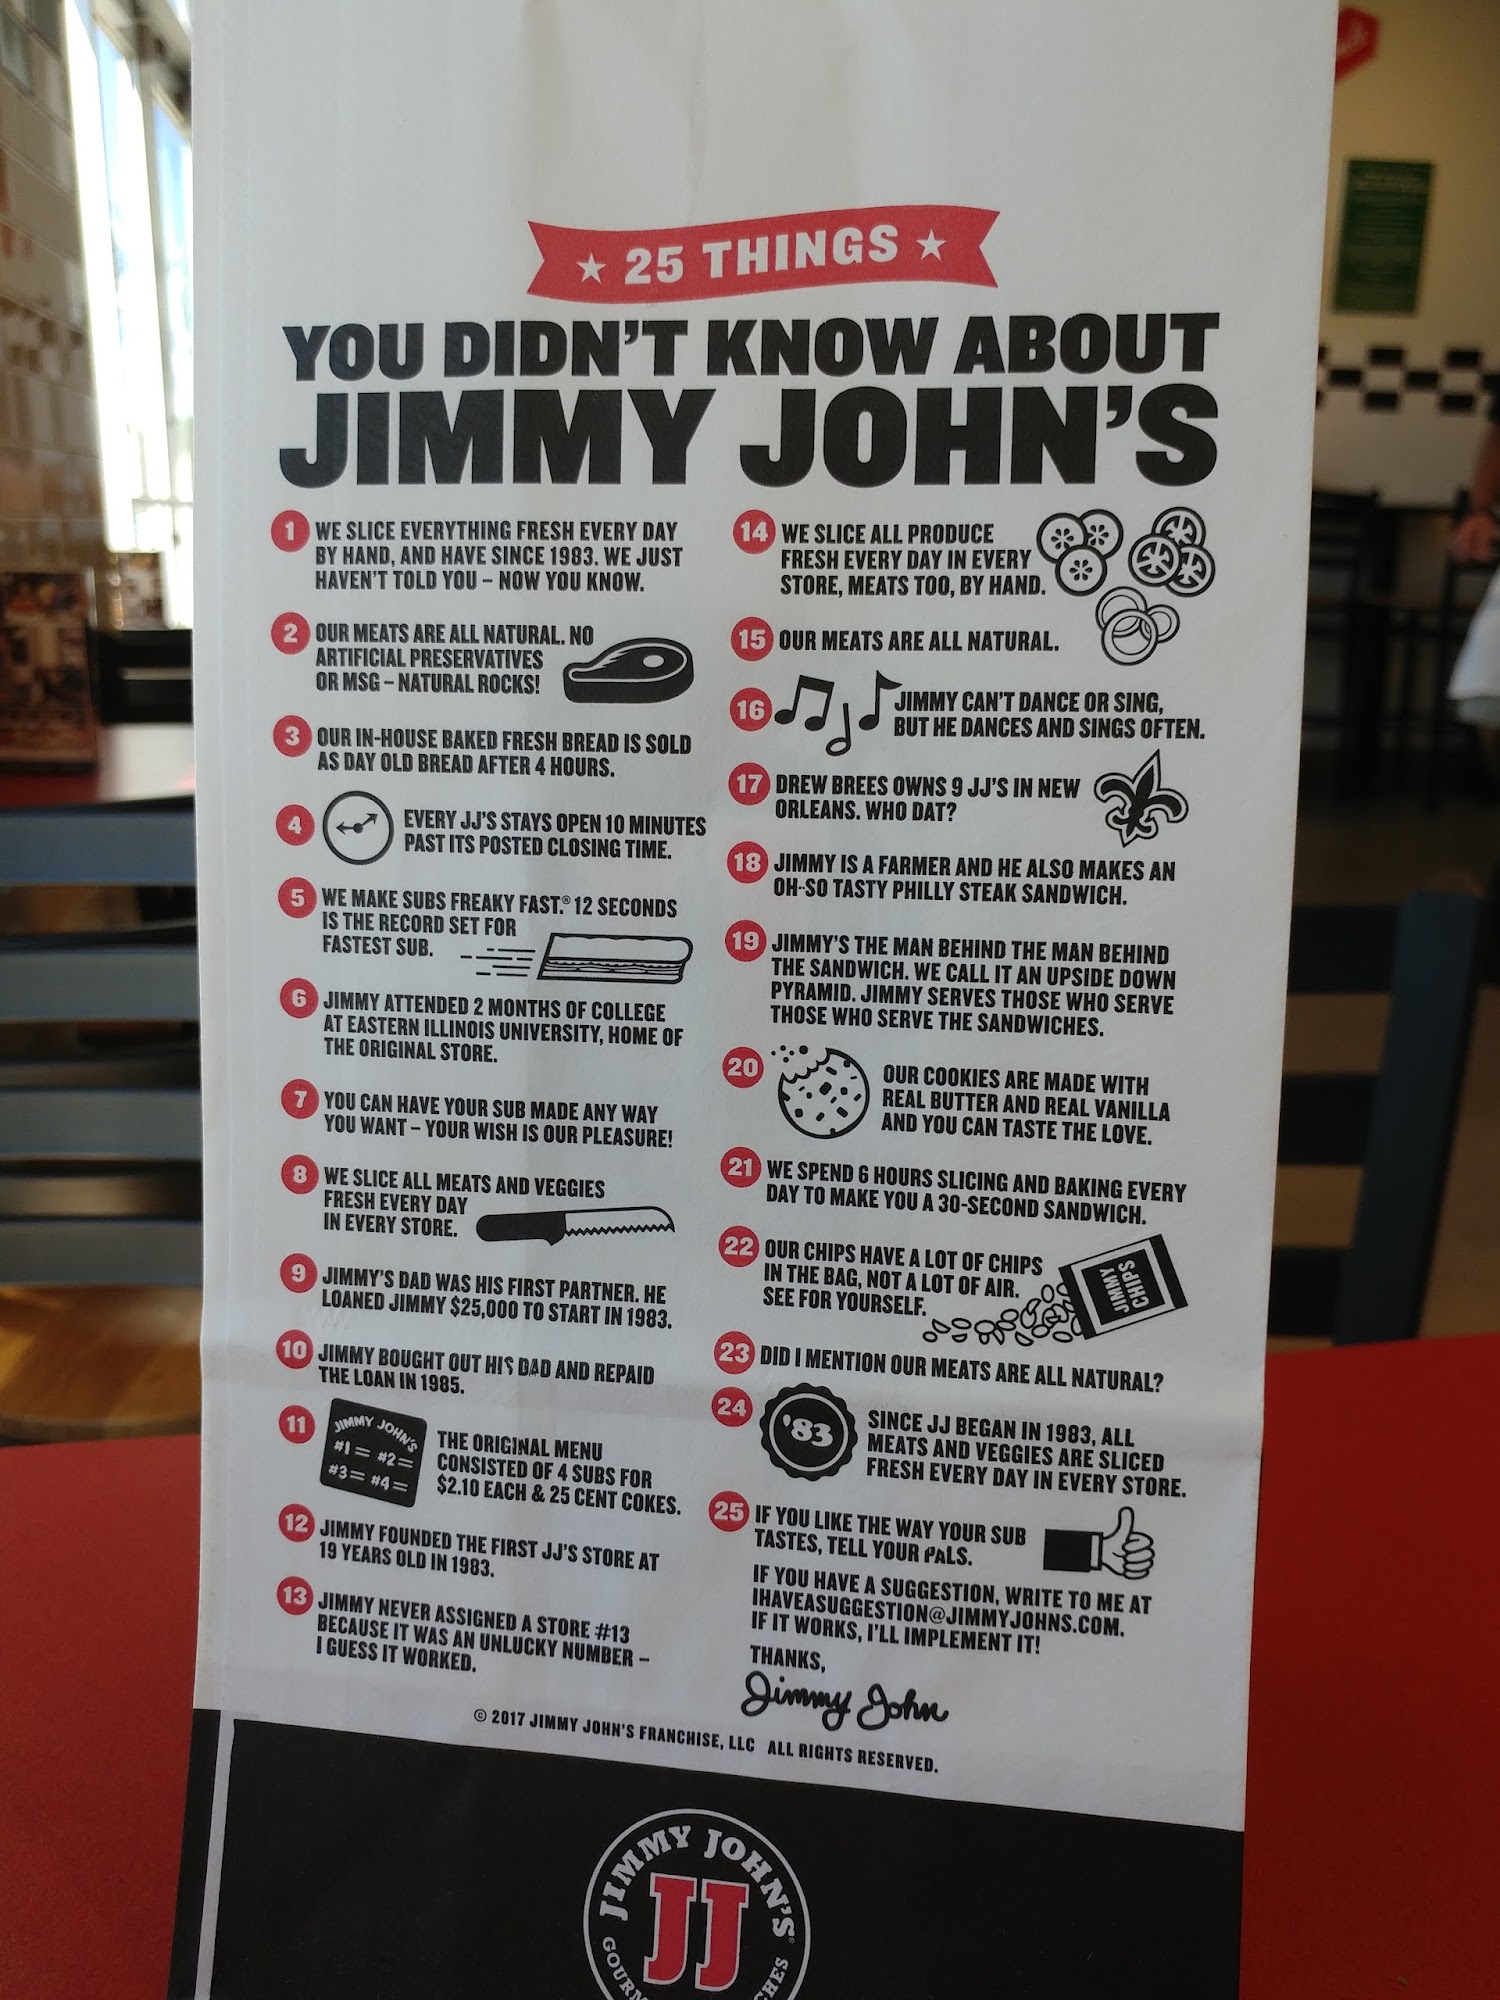 ★ 25 THINGS ★
YOU DIDN'T KNOW ABOUT
JIMMY JOHN'S
1 WE SLICE EVERYTHING FRESH EVERY DAY
BY HAND, AND HAVE SINCE 1983. WE JUST
HAVEN'T TOLD YOU – NOW YOU KNOW.
2 OUR MEATS ARE ALL NATURAL. NO
ARTIFICIAL PRESERVATIVES
OR MSG – NATURAL ROCKS!
3 OUR IN-HOUSE BAKED FRESH BREAD IS SOLD
AS DAY OLD BREAD AFTER 4 HOURS.
4 EVERY JJ'S STAYS OPEN 10 MINUTES
PAST ITS POSTED CLOSING TIME.
5 WE MAKE SUBS FREAKY FAST.® 12 SECONDS
IS THE RECORD SET FOR
FASTEST SUB.
6 JIMMY ATTENDED 2 MONTHS OF COLLEGE
AT EASTERN ILLINOIS UNIVERSITY, HOME OF
THE ORIGINAL STORE.
7 YOU CAN HAVE YOUR SUB MADE ANY WAY
YOU WANT – YOUR WISH IS OUR PLEASURE!
8 WE SLICE ALL MEATS AND VEGGIES
FRESH EVERY DAY
IN EVERY STORE.
9 JIMMY'S DAD WAS HIS FIRST PARTNER. HE
LOANED JIMMY $25,000 TO START IN 1983.
10 JIMMY BOUGHT OUT HIS DAD AND REPAID
THE LOAN IN 1985.
11 JIMMY JOHN'S
#1 = #2 =
#3 = #4 =
THE ORIGINAL MENU
CONSISTED OF 4 SUBS FOR
$2.10 EACH & 25 CENT COKES.
12 JIMMY FOUNDED THE FIRST JJ'S STORE AT
19 YEARS OLD IN 1983.
13 JIMMY NEVER ASSIGNED A STORE #13
BECAUSE IT WAS AN UNLUCKY NUMBER –
I GUESS IT WORKED.
14 WE SLICE ALL PRODUCE
FRESH EVERY DAY IN EVERY
STORE, MEATS TOO, BY HAND.
15 OUR MEATS ARE ALL NATURAL.
16 JIMMY CAN'T DANCE OR SING,
BUT HE DANCES AND SINGS OFTEN.
17 DREW BREES OWNS 9 JJ'S IN NEW
ORLEANS. WHO DAT?
18 JIMMY IS A FARMER AND HE ALSO MAKES AN
OH-SO TASTY PHILLY STEAK SANDWICH.
19 JIMMY'S THE MAN BEHIND THE MAN BEHIND
THE SANDWICH. WE CALL IT AN UPSIDE DOWN
PYRAMID. JIMMY SERVES THOSE WHO SERVE
THOSE WHO SERVE THE SANDWICHES.
20 OUR COOKIES ARE MADE WITH
REAL BUTTER AND REAL VANILLA
AND YOU CAN TASTE THE LOVE.
21 WE SPEND 6 HOURS SLICING AND BAKING EVERY
DAY TO MAKE YOU A 30-SECOND SANDWICH.
22 OUR CHIPS HAVE A LOT OF CHIPS
IN THE BAG, NOT A LOT OF AIR.
SEE FOR YOURSELF.
JIMMY
CHIPS
23 DID I MENTION OUR MEATS ARE ALL NATURAL?
24 '83
SINCE JJ BEGAN IN 1983, ALL
MEATS AND VEGGIES ARE SLICED
FRESH EVERY DAY IN EVERY STORE.
25 IF YOU LIKE THE WAY YOUR SUB
TASTES, TELL YOUR PALS.
IF YOU HAVE A SUGGESTION, WRITE TO ME AT
IHAVEASUGGESTION@JIMMYJOHNS.COM.
IF IT WORKS, I'LL IMPLEMENT IT!
THANKS,
Jimmy John
© 2017 JIMMY JOHN'S FRANCHISE, LLC ALL RIGHTS RESERVED.
JIMMY JOHN'S®
JJ